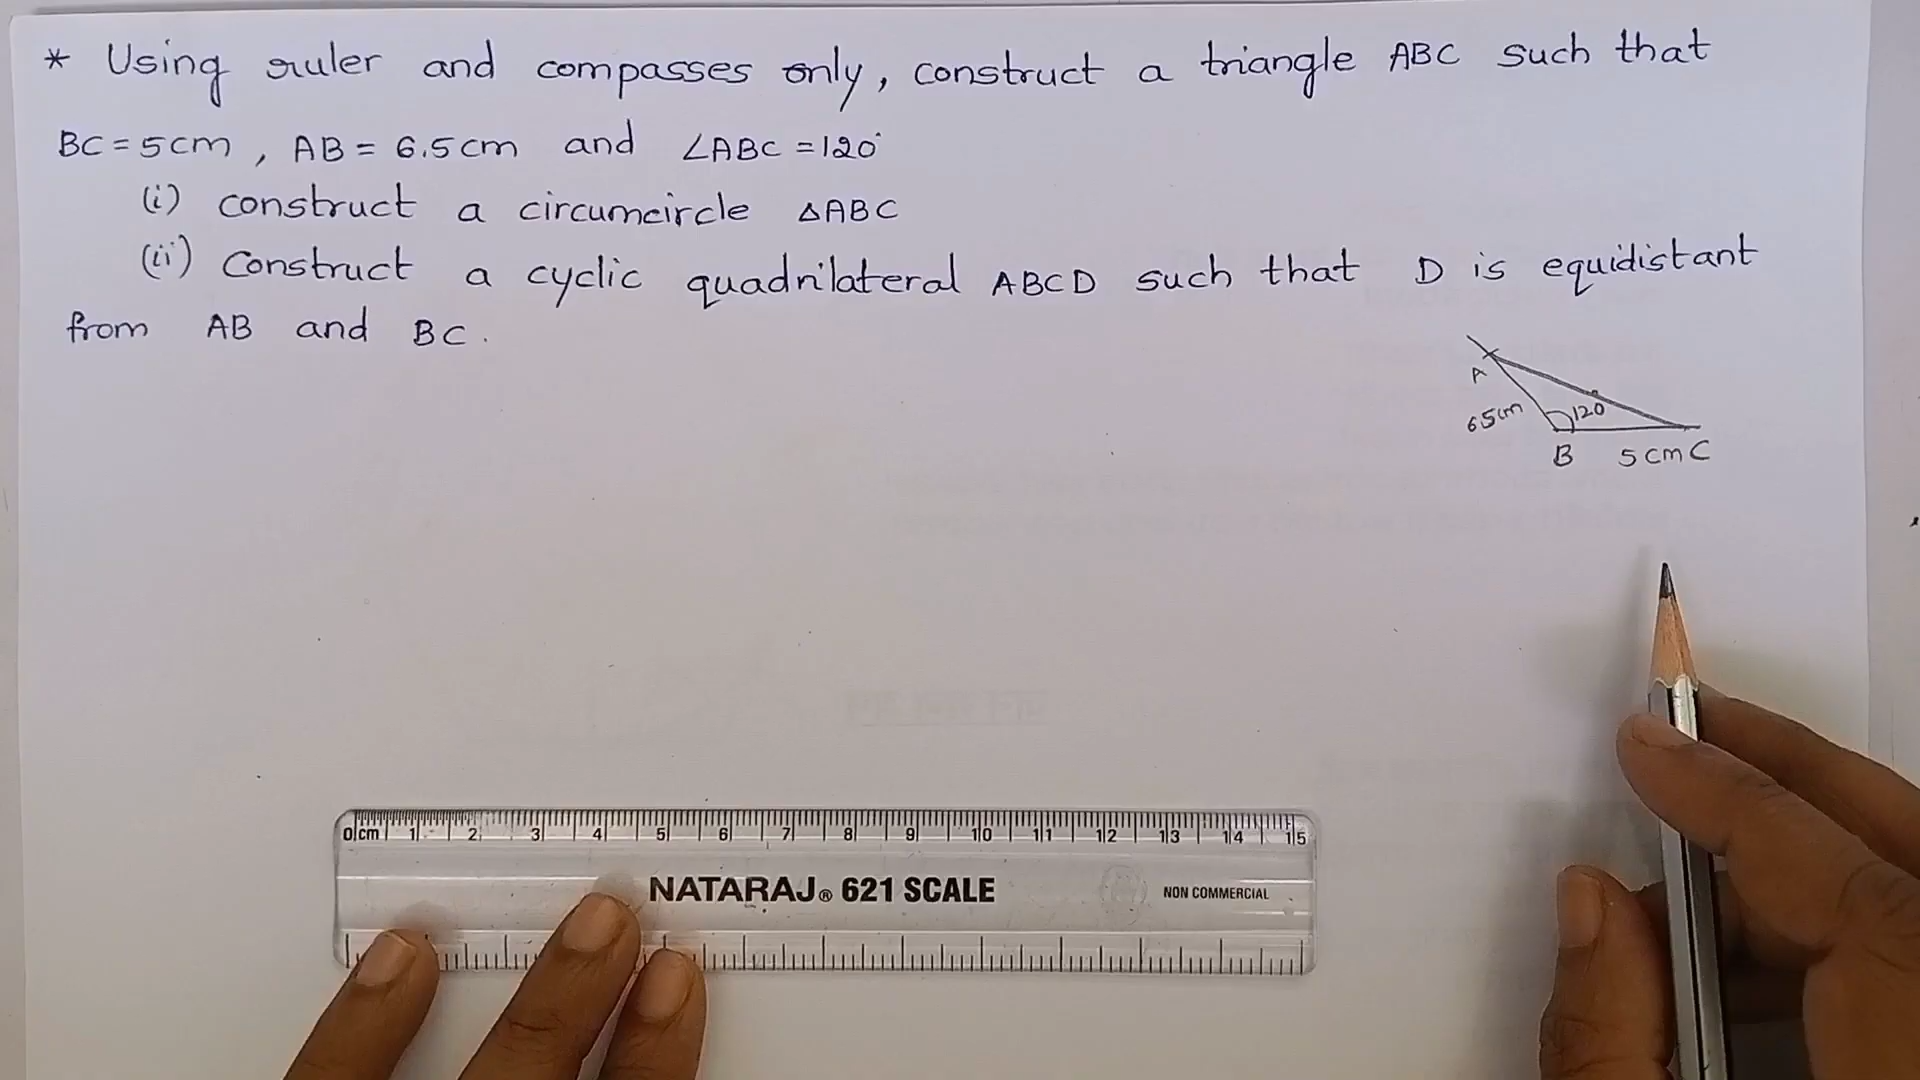 * Using ruler and compasses only, construct a triangle ABC such that
BC = 5cm, AB = 6.5cm and ∠ABC = 120°
(i) construct a circumcircle △ABC
(ii) Construct a cyclic quadrilateral ABCD such that D is equidistant
from AB and BC.
A
65cm
120
B 5cm C
0 cm 1 2 3 4 5 6 7 8 9 10 11 12 13 14 15
NATARAJ® 621 SCALE
NON COMMERCIAL